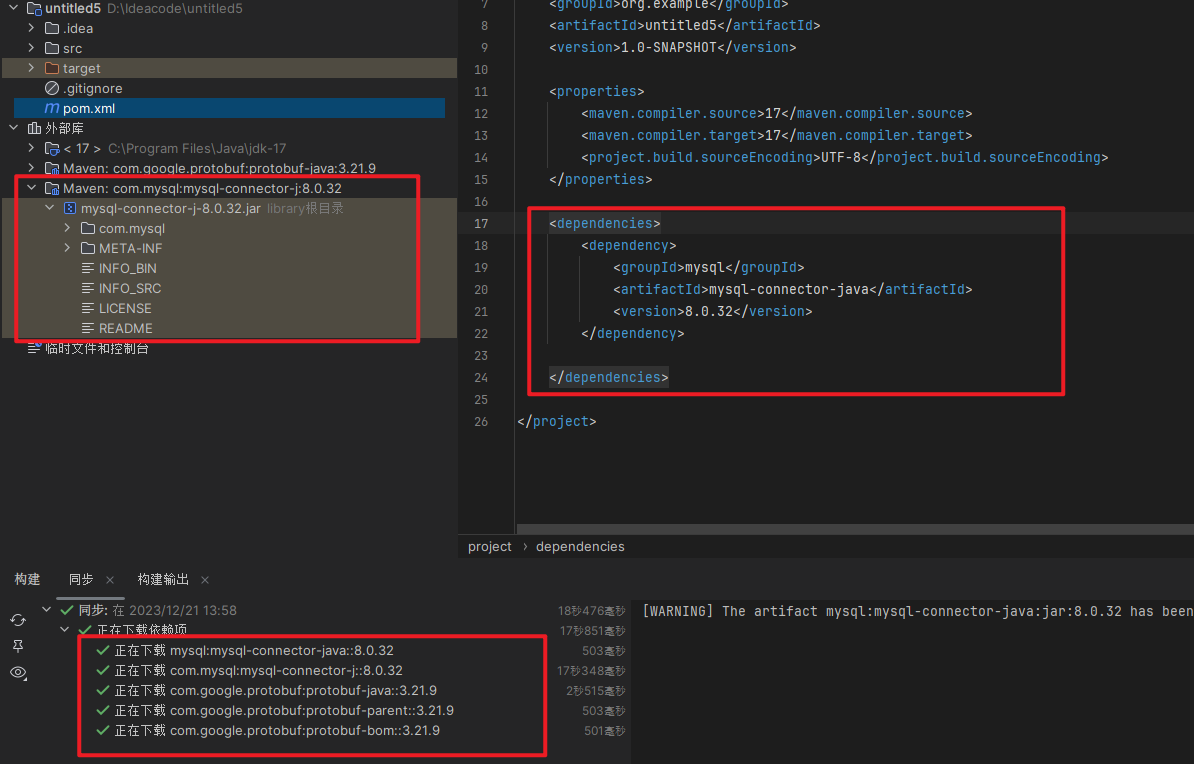 untitled5 D:\Ideacode\untitled5
.idea
src
target
.gitignore
pom.xml
外部库
< 17 > C:\Program Files\Java\jdk-17
Maven: com.google.protobuf:protobuf-java:3.21.9
Maven: com.mysql:mysql-connector-j:8.0.32
mysql-connector-j-8.0.32.jar library根目录
com.mysql
META-INF
INFO_BIN
INFO_SRC
LICENSE
README
临时文件和控制台
7 <groupId>org.example</groupId>
8 <artifactId>untitled5</artifactId>
9 <version>1.0-SNAPSHOT</version>
10
11 <properties>
12 <maven.compiler.source>17</maven.compiler.source>
13 <maven.compiler.target>17</maven.compiler.target>
14 <project.build.sourceEncoding>UTF-8</project.build.sourceEncoding>
15 </properties>
16
17 <dependencies>
18 <dependency>
19 <groupId>mysql</groupId>
20 <artifactId>mysql-connector-java</artifactId>
21 <version>8.0.32</version>
22 </dependency>
23
24 </dependencies>
25
26 </project>
project › dependencies
构建 同步 × 构建输出 ×
同步: 在 2023/12/21 13:58 18秒476毫秒
正在下载依赖项 17秒851毫秒
正在下载 mysql:mysql-connector-java::8.0.32 503毫秒
正在下载 com.mysql:mysql-connector-j::8.0.32 17秒348毫秒
正在下载 com.google.protobuf:protobuf-java::3.21.9 2秒515毫秒
正在下载 com.google.protobuf:protobuf-parent::3.21.9 503毫秒
正在下载 com.google.protobuf:protobuf-bom::3.21.9 501毫秒
[WARNING] The artifact mysql:mysql-connector-java:jar:8.0.32 has been